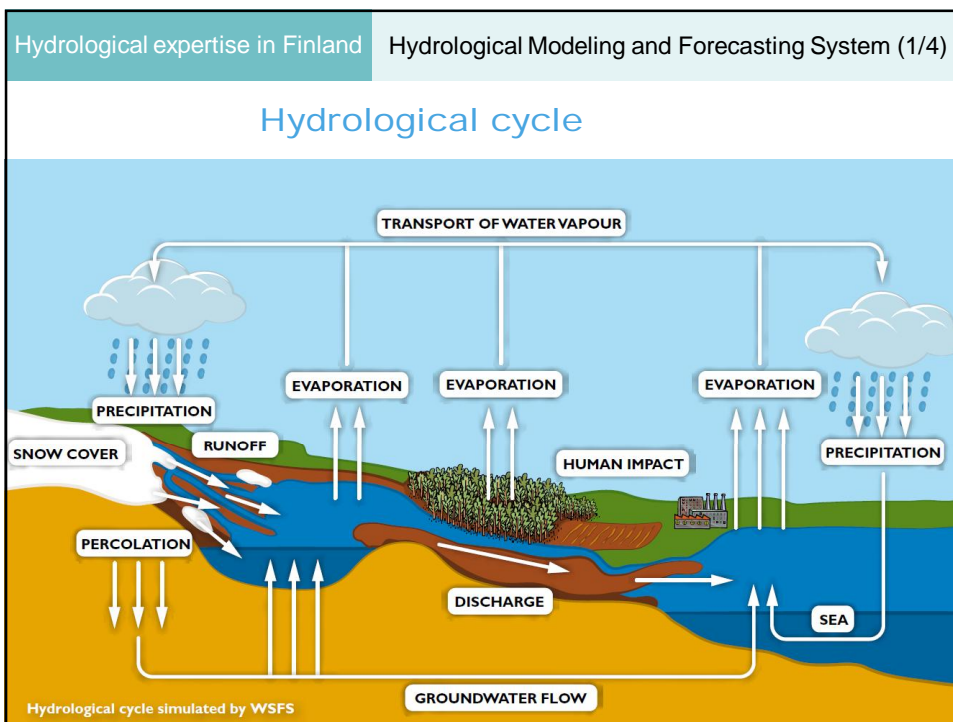 Hydrological expertise in Finland
Hydrological Modeling and Forecasting System (1/4)
Hydrological cycle
TRANSPORT OF WATER VAPOUR
EVAPORATION
EVAPORATION
EVAPORATION
PRECIPITATION
RUNOFF
SNOW COVER
HUMAN IMPACT
PRECIPITATION
PERCOLATION
DISCHARGE
SEA
GROUNDWATER FLOW
Hydrological cycle simulated by WSFS